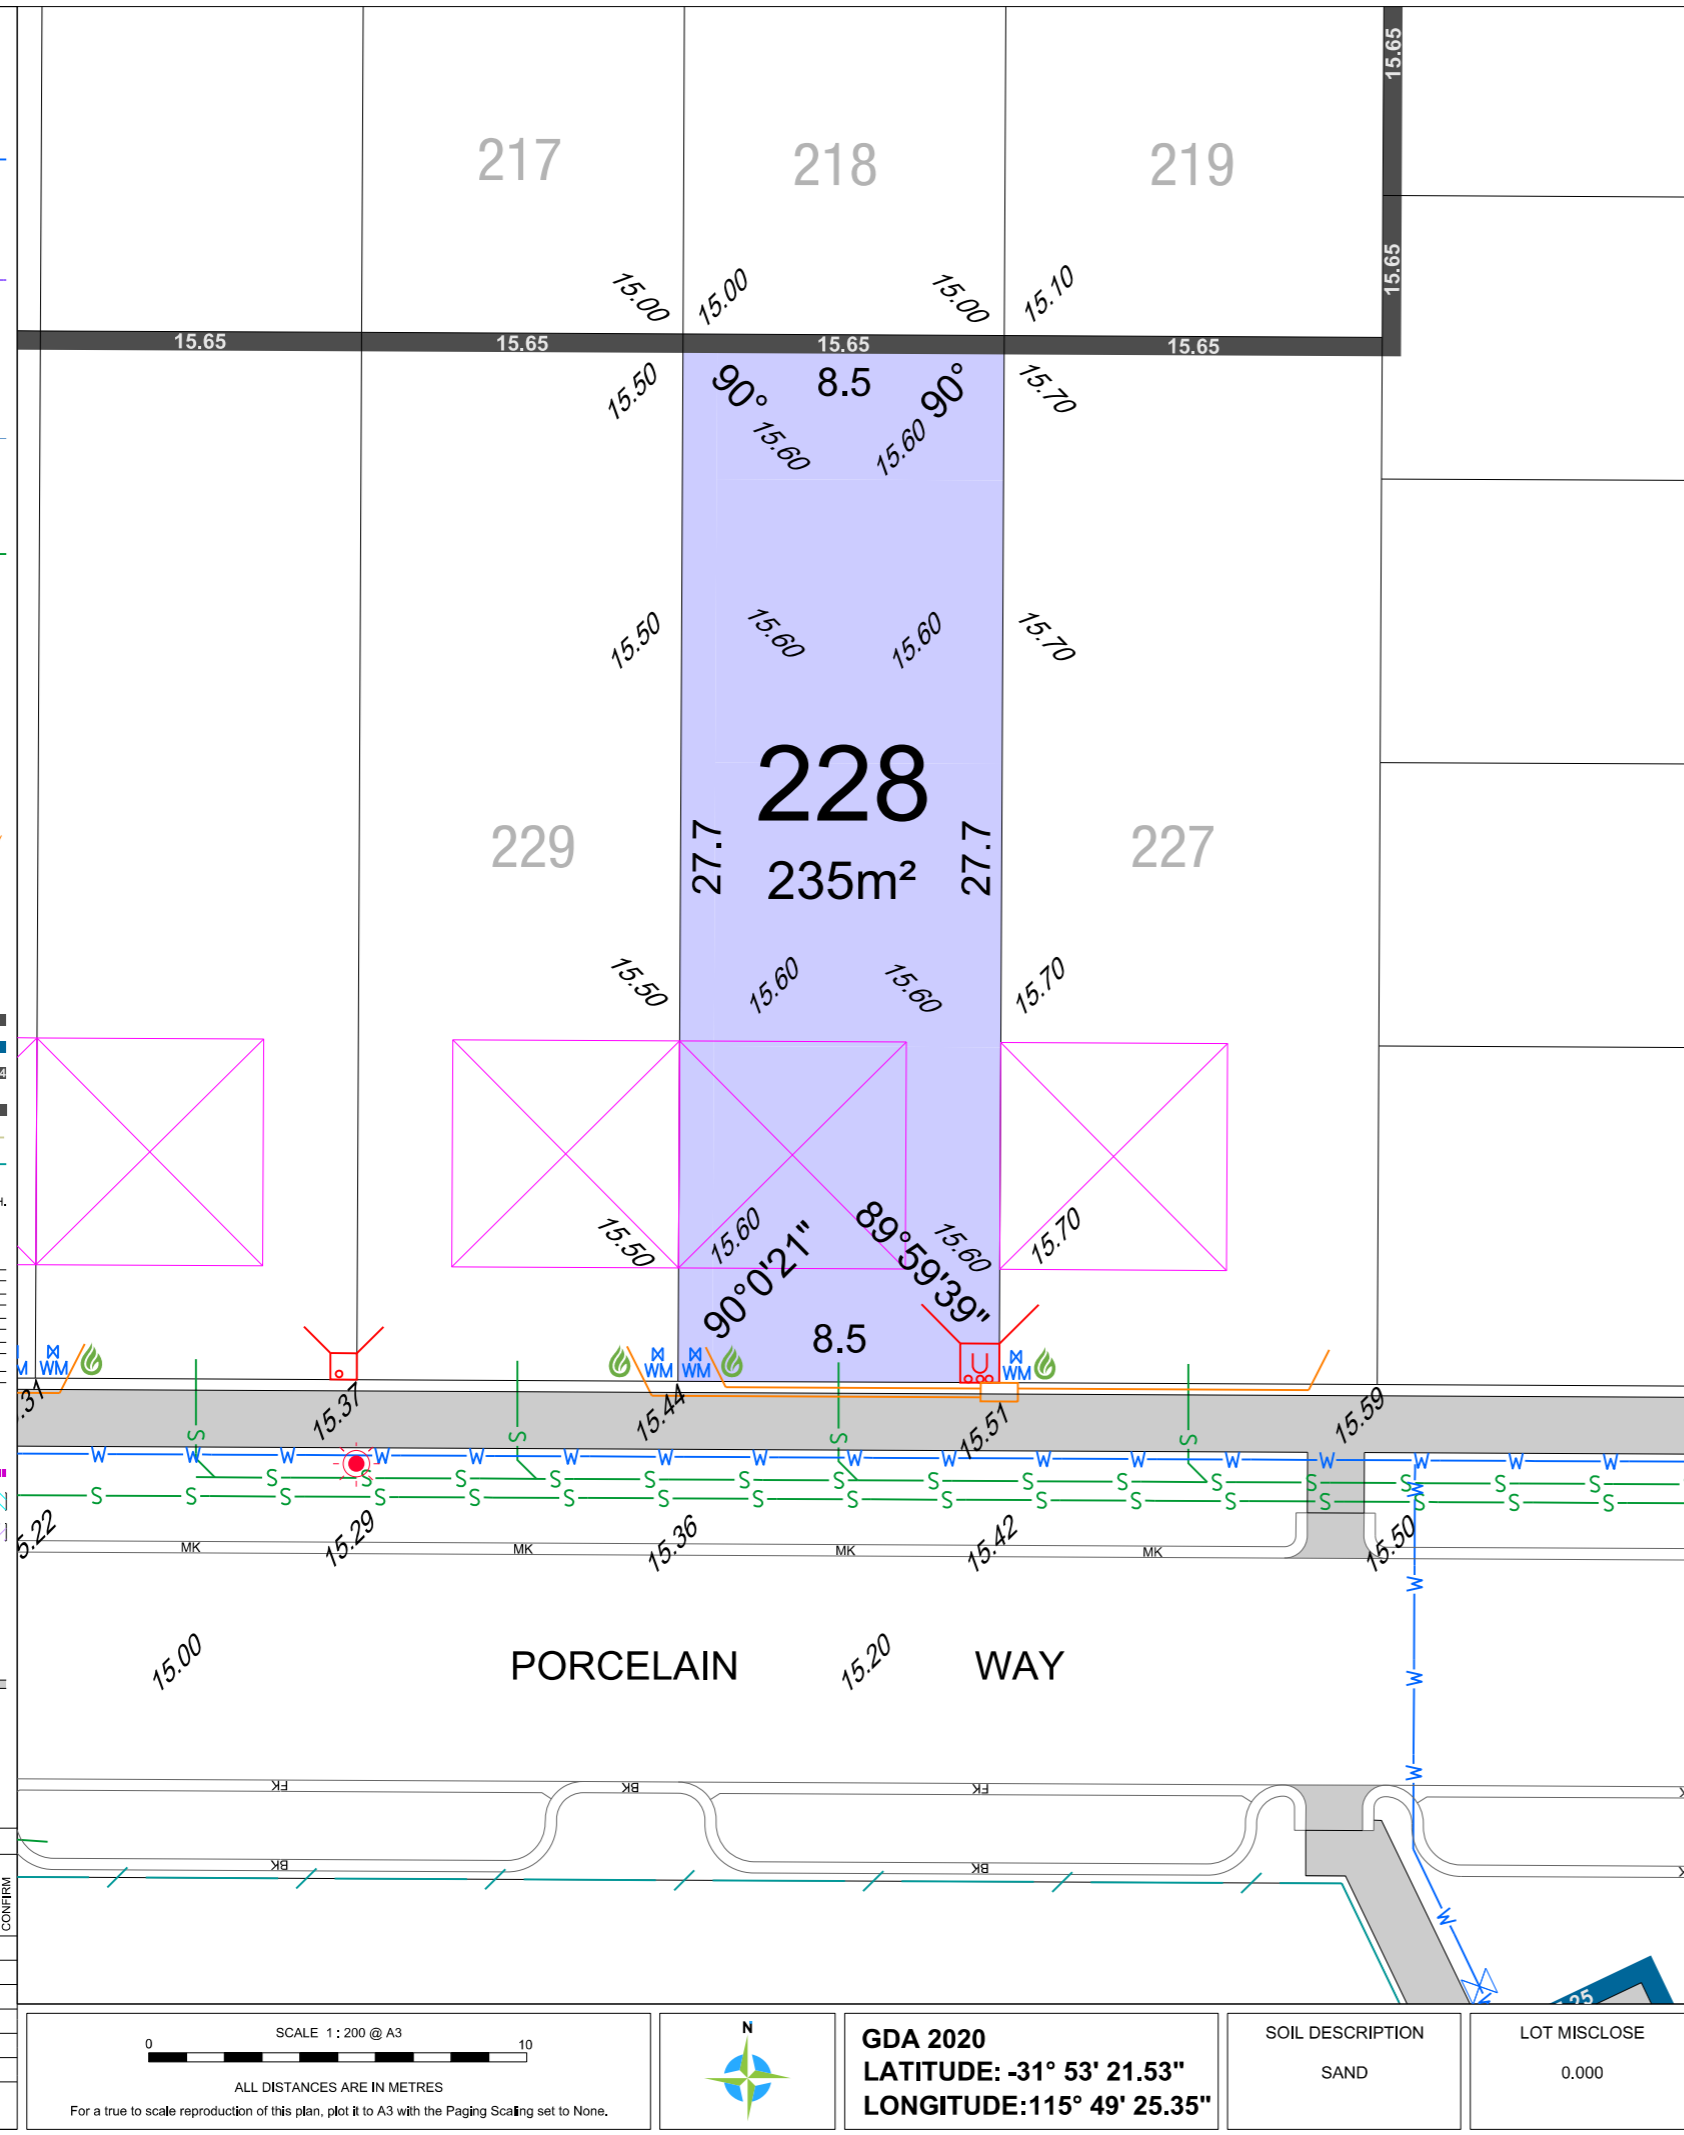 217
218
219
15.65
15.65
15.00
15.00
15.00
15.10
15.65
15.65
15.65
15.65
15.50
90°
8.5
90°
15.70
15.60
15.60
15.50
15.60
15.60
15.70
228
235m²
27.7
27.7
229
227
15.50
15.60
15.60
15.70
15.50
15.60
15.60
15.70
90°0'21"
89°59'39"
8.5
WM
WM
WM
WM
U
15.37
15.44
15.51
15.59
S
S
S
S
W W W W W W W W W W W W W W W W W
S S S S S S S S S S S S S S
S S S S S S S S S S S S S S S S S
15.29
15.36
15.42
15.50
5.22
MK
MK
MK
MK
W
W
W
W
W
15.00
PORCELAIN
15.20
WAY
FK
BK
FK
BK
BK
CONFIRM
SCALE 1 : 200 @ A3
0
10
ALL DISTANCES ARE IN METRES
For a true to scale reproduction of this plan, plot it to A3 with the Paging Scaling set to None.
N
GDA 2020
LATITUDE: -31° 53' 21.53"
LONGITUDE:115° 49' 25.35"
SOIL DESCRIPTION
SAND
LOT MISCLOSE
0.000